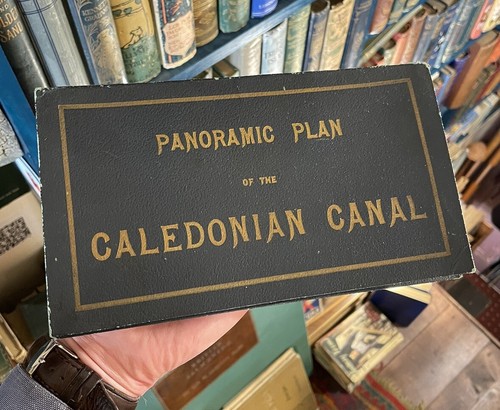 PANORAMIC PLAN
OF THE
CALEDONIAN CANAL